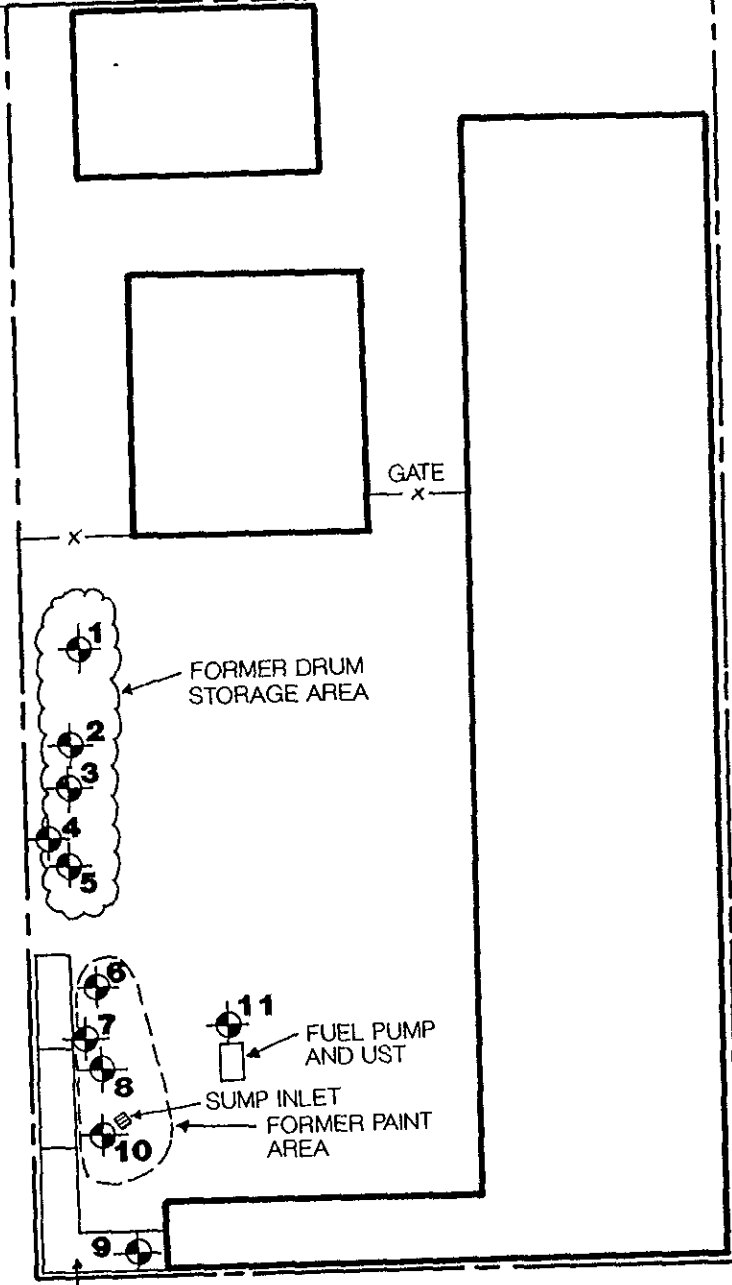 GATE
X
X
1
FORMER DRUM
STORAGE AREA
2
3
4
5
6
11
7
FUEL PUMP
AND UST
8
SUMP INLET
FORMER PAINT
AREA
10
9